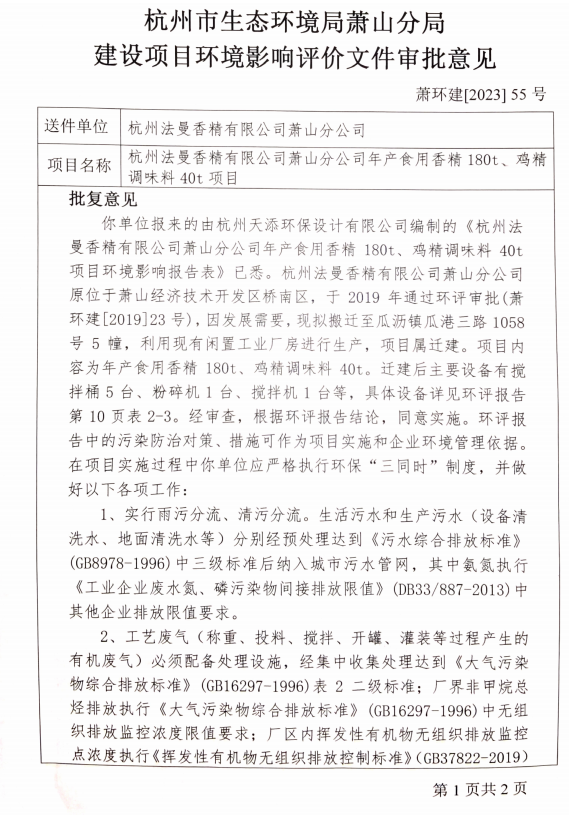 杭州市生态环境局萧山分局
建设项目环境影响评价文件审批意见
萧环建[2023] 55 号
送件单位
杭州法曼香精有限公司萧山分公司
项目名称
杭州法曼香精有限公司萧山分公司年产食用香精 180t、鸡精
调味料 40t 项目
批复意见
你单位报来的由杭州天添环保设计有限公司编制的《杭州法
曼香精有限公司萧山分公司年产食用香精 180t、鸡精调味料 40t
项目环境影响报告表》已悉。杭州法曼香精有限公司萧山分公司
原位于萧山经济技术开发区桥南区，于 2019 年通过环评审批(萧
环建[2019]23 号)，因发展需要，现拟搬迁至瓜沥镇瓜港三路 1058
号 5 幢，利用现有闲置工业厂房进行生产，项目属迁建。项目内
容为年产食用香精 180t、鸡精调味料 40t。迁建后主要设备有搅
拌桶 5 台、粉碎机 1 台、搅拌机 1 台等，具体设备详见环评报告
第 10 页表 2-3。经审查，根据环评报告结论，同意实施。环评报
告中的污染防治对策、措施可作为项目实施和企业环境管理依据。
在项目实施过程中你单位应严格执行环保“三同时”制度，并做
好以下各项工作：
1、实行雨污分流、清污分流。生活污水和生产污水（设备清
洗水、地面清洗水等）分别经预处理达到《污水综合排放标准》
(GB8978-1996)中三级标准后纳入城市污水管网，其中氨氮执行
《工业企业废水氮、磷污染物间接排放限值》(DB33/887-2013)中
其他企业排放限值要求。
2、工艺废气（称重、投料、搅拌、开罐、灌装等过程产生的
有机废气）必须配备处理设施，经集中收集处理达到《大气污染
物综合排放标准》(GB16297-1996)表 2 二级标准；厂界非甲烷总
烃排放执行《大气污染物综合排放标准》(GB16297-1996)中无组
织排放监控浓度限值要求；厂区内挥发性有机物无组织排放监控
点浓度执行《挥发性有机物无组织排放控制标准》(GB37822-2019)
第 1 页共 2 页